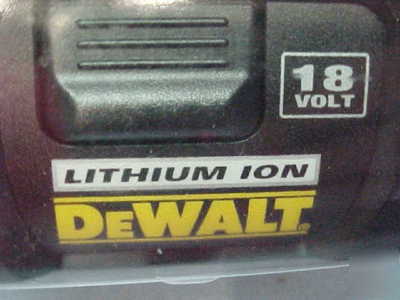 18
VOLT
LITHIUM ION
DEWALT